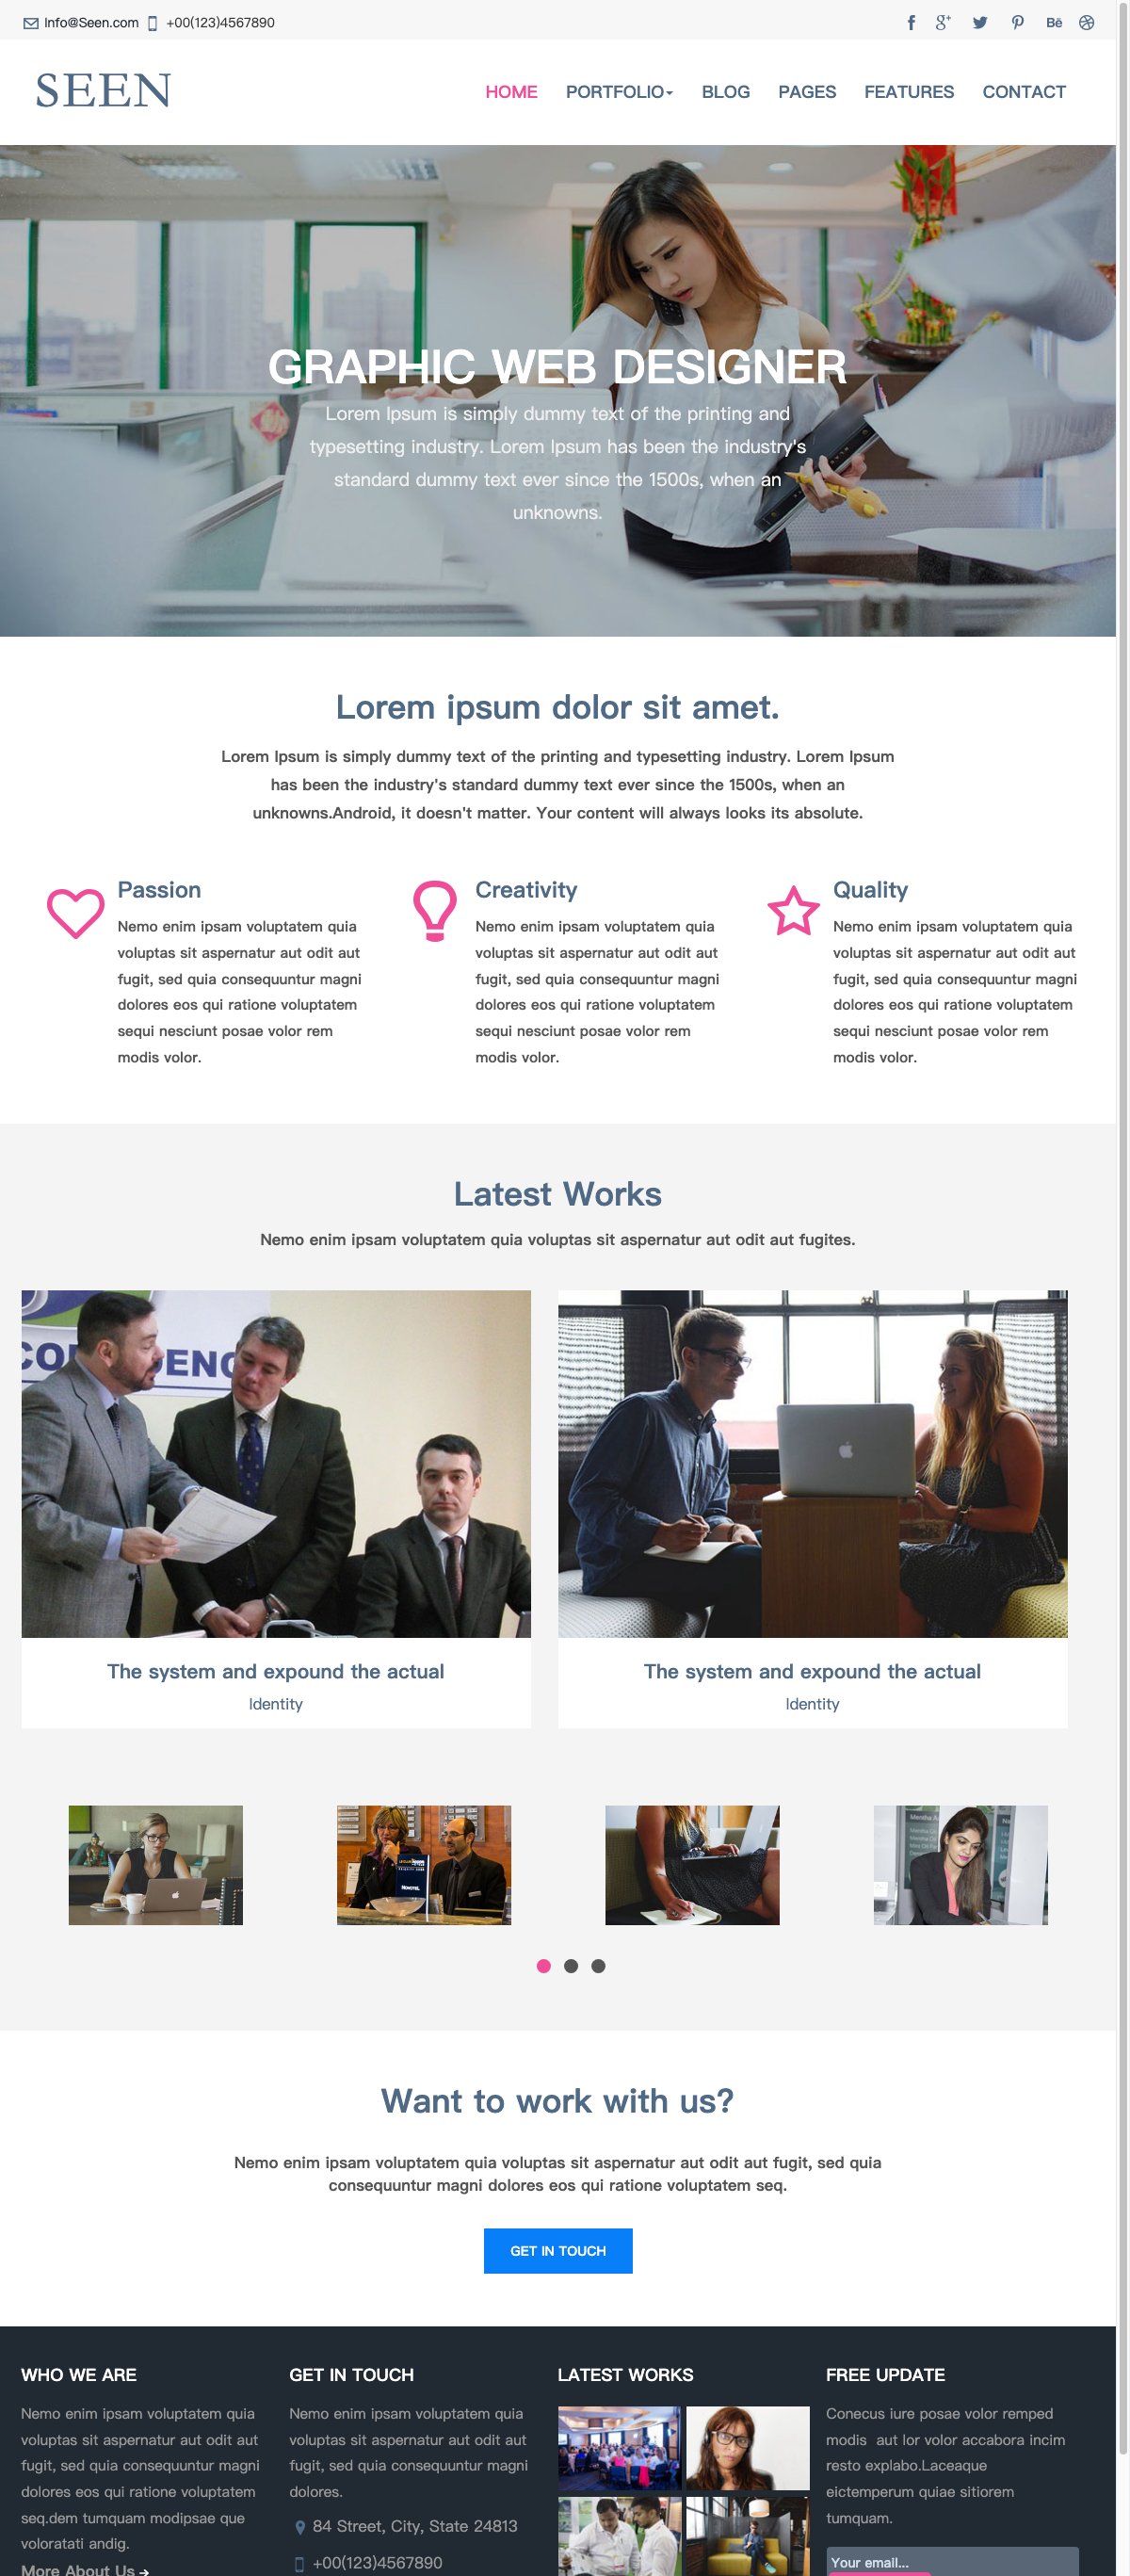 Info@Seen.com +00(123)4567890
SEEN
HOME PORTFOLIO BLOG PAGES FEATURES CONTACT
GRAPHIC WEB DESIGNER
Lorem Ipsum is simply dummy text of the printing and
typesetting industry. Lorem Ipsum has been the industry's
standard dummy text ever since the 1500s, when an
unknowns.
Lorem ipsum dolor sit amet.
Lorem Ipsum is simply dummy text of the printing and typesetting industry. Lorem Ipsum
has been the industry's standard dummy text ever since the 1500s, when an
unknowns.Android, it doesn't matter. Your content will always looks its absolute.
Passion
Nemo enim ipsam voluptatem quia
voluptas sit aspernatur aut odit aut
fugit, sed quia consequuntur magni
dolores eos qui ratione voluptatem
sequi nesciunt posae volor rem
modis volor.
Creativity
Nemo enim ipsam voluptatem quia
voluptas sit aspernatur aut odit aut
fugit, sed quia consequuntur magni
dolores eos qui ratione voluptatem
sequi nesciunt posae volor rem
modis volor.
Quality
Nemo enim ipsam voluptatem quia
voluptas sit aspernatur aut odit aut
fugit, sed quia consequuntur magni
dolores eos qui ratione voluptatem
sequi nesciunt posae volor rem
modis volor.
Latest Works
Nemo enim ipsam voluptatem quia voluptas sit aspernatur aut odit aut fugites.
The system and expound the actual
Identity
The system and expound the actual
Identity
Want to work with us?
Nemo enim ipsam voluptatem quia voluptas sit aspernatur aut odit aut fugit, sed quia
consequuntur magni dolores eos qui ratione voluptatem seq.
GET IN TOUCH
WHO WE ARE
Nemo enim ipsam voluptatem quia
voluptas sit aspernatur aut odit aut
fugit, sed quia consequuntur magni
dolores eos qui ratione voluptatem
seq.dem tumquam modipsae que
voloratati andig.
More About Us
GET IN TOUCH
Nemo enim ipsam voluptatem quia
voluptas sit aspernatur aut odit aut
fugit, sed quia consequuntur magni
dolores.
84 Street, City, State 24813
+00(123)4567890
LATEST WORKS
FREE UPDATE
Conecus iure posae volor remped
modis aut lor volor accabora incim
resto explabo.Laceaque
eictemperum quiae sitiorem
tumquam.
Your email...